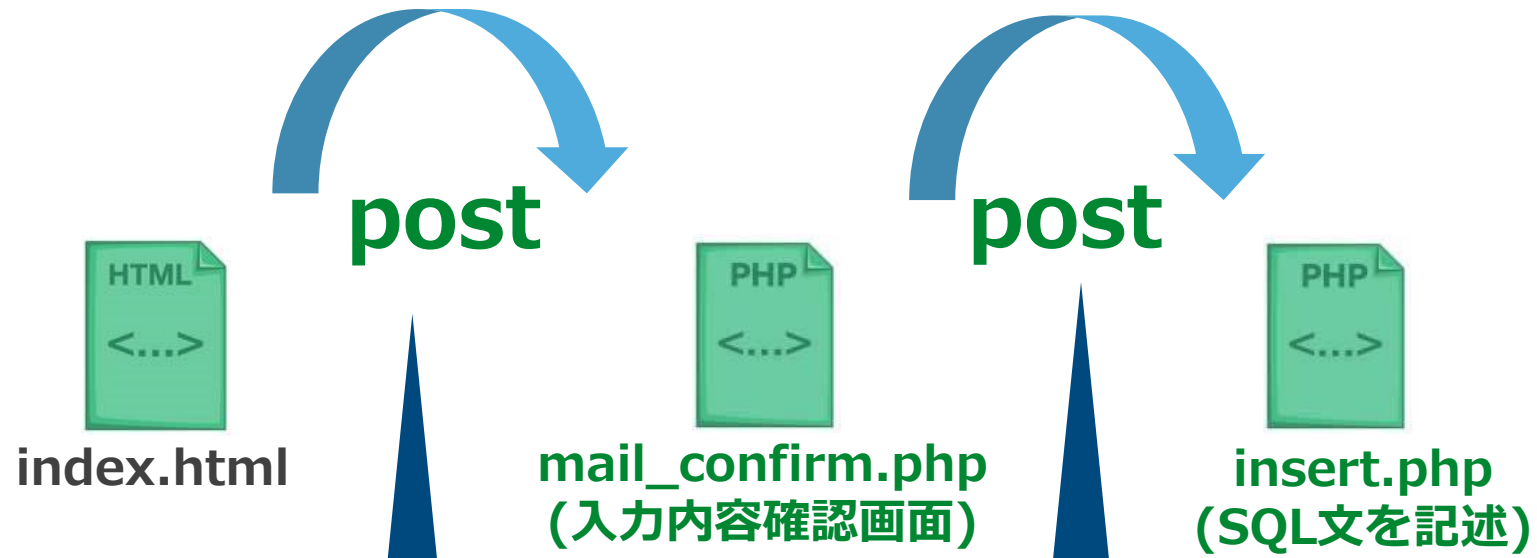 post
post
HTML
<...>
PHP
<...>
PHP
<...>
index.html
mail_confirm.php
(入力内容確認画面)
insert.php
(SQL文を記述)